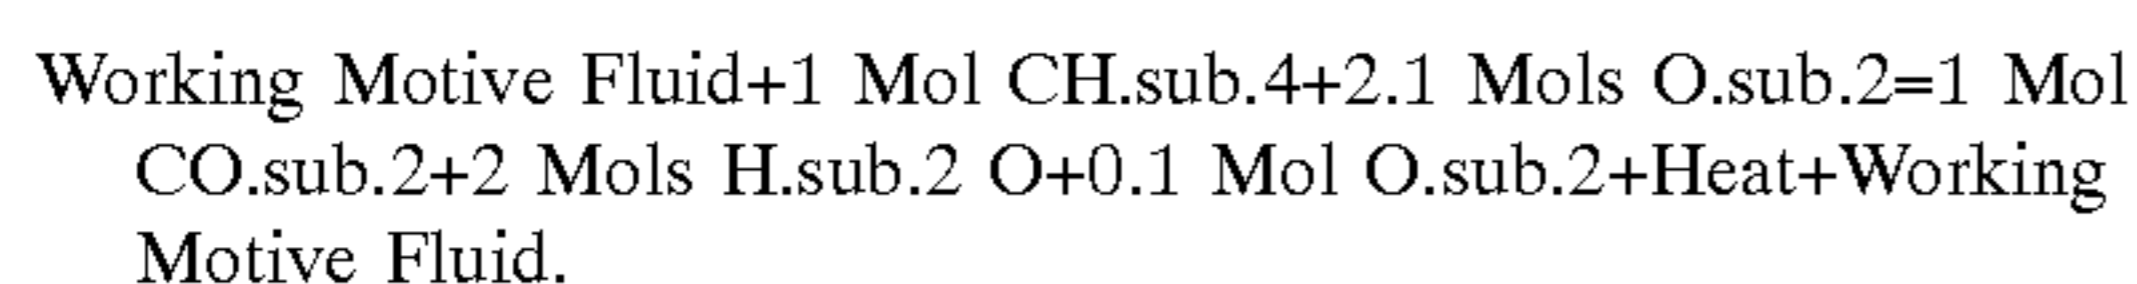 Working Motive Fluid+1 Mol CH.sub.4+2.1 Mols O.sub.2=1 Mol
CO.sub.2+2 Mols H.sub.2 O+0.1 Mol O.sub.2+Heat+Working
Motive Fluid.